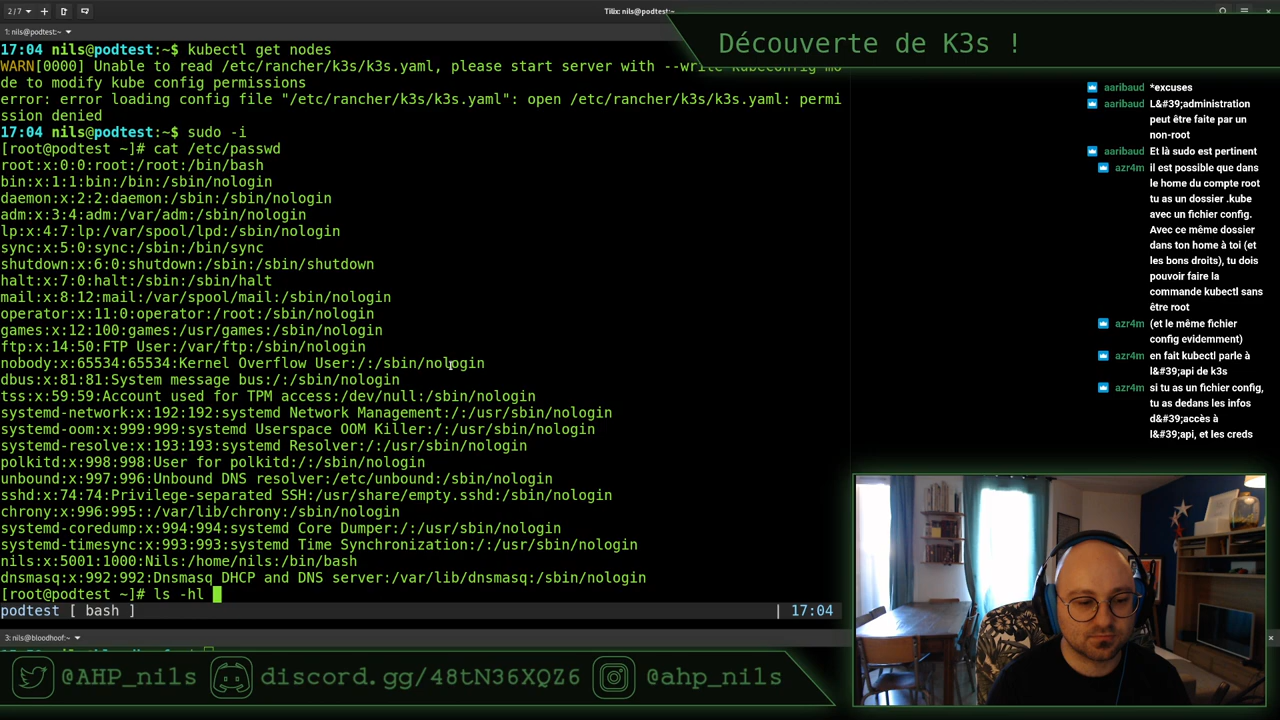 2 / 7
Tilix: nils@podtest:~
1: nils@podtest:~
Découverte de K3s !
17:04 nils@podtest:~$ kubectl get nodes
WARN[0000] Unable to read /etc/rancher/k3s/k3s.yaml, please start server with --write-kubeconfig-mo
de to modify kube config permissions
error: error loading config file "/etc/rancher/k3s/k3s.yaml": open /etc/rancher/k3s/k3s.yaml: permi
ssion denied
17:04 nils@podtest:~$ sudo -i
[root@podtest ~]# cat /etc/passwd
root:x:0:0:root:/root:/bin/bash
bin:x:1:1:bin:/bin:/sbin/nologin
daemon:x:2:2:daemon:/sbin:/sbin/nologin
adm:x:3:4:adm:/var/adm:/sbin/nologin
lp:x:4:7:lp:/var/spool/lpd:/sbin/nologin
sync:x:5:0:sync:/sbin:/bin/sync
shutdown:x:6:0:shutdown:/sbin:/sbin/shutdown
halt:x:7:0:halt:/sbin:/sbin/halt
mail:x:8:12:mail:/var/spool/mail:/sbin/nologin
operator:x:11:0:operator:/root:/sbin/nologin
games:x:12:100:games:/usr/games:/sbin/nologin
ftp:x:14:50:FTP User:/var/ftp:/sbin/nologin
nobody:x:65534:65534:Kernel Overflow User:/:/sbin/nologin
dbus:x:81:81:System message bus:/:/sbin/nologin
tss:x:59:59:Account used for TPM access:/dev/null:/sbin/nologin
systemd-network:x:192:192:systemd Network Management:/:/usr/sbin/nologin
systemd-oom:x:999:999:systemd Userspace OOM Killer:/:/usr/sbin/nologin
systemd-resolve:x:193:193:systemd Resolver:/:/usr/sbin/nologin
polkitd:x:998:998:User for polkitd:/:/sbin/nologin
unbound:x:997:996:Unbound DNS resolver:/etc/unbound:/sbin/nologin
sshd:x:74:74:Privilege-separated SSH:/usr/share/empty.sshd:/sbin/nologin
chrony:x:996:995::/var/lib/chrony:/sbin/nologin
systemd-coredump:x:994:994:systemd Core Dumper:/:/usr/sbin/nologin
systemd-timesync:x:993:993:systemd Time Synchronization:/:/usr/sbin/nologin
nils:x:5001:1000:Nils:/home/nils:/bin/bash
dnsmasq:x:992:992:Dnsmasq DHCP and DNS server:/var/lib/dnsmasq:/sbin/nologin
[root@podtest ~]# ls -hl
podtest [ bash ] | 17:04
3: nils@bloodhoof:~
aaribaud *excuses
aaribaud L&#39;administration
peut être faite par un
non-root
aaribaud Et là sudo est pertinent
azr4m il est possible que dans
le home du compte root
tu as un dossier .kube
avec un fichier config.
Avec ce même dossier
dans ton home à toi (et
les bons droits), tu dois
pouvoir faire la
commande kubectl sans
être root
azr4m (et le même fichier
config evidemment)
azr4m en fait kubectl parle à
l&#39;api de k3s
azr4m si tu as un fichier config,
tu as dedans les infos
d&#39;accès à
l&#39;api, et les creds
@AHP_nils
discord.gg/48tN36XQZ6
@ahp_nils